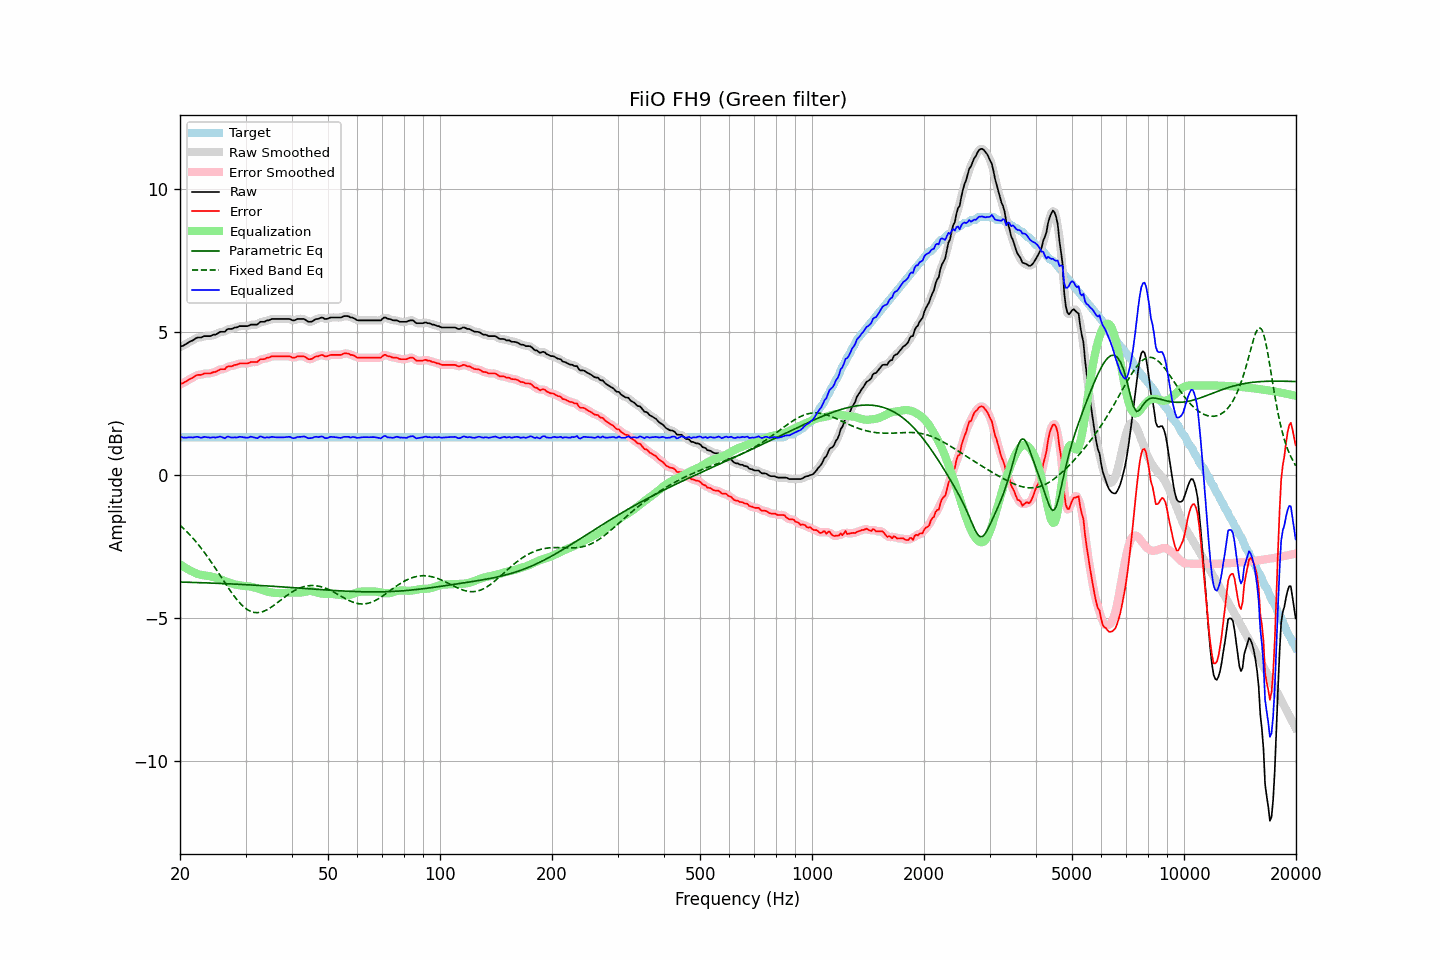 FiiO FH9 (Green filter)
Target
Raw Smoothed
Error Smoothed
Raw
Error
Equalization
Parametric Eq
Fixed Band Eq
Equalized
Amplitude (dBr)
10
5
0
−5
−10
20 50 100 200 500 1000 2000 5000 10000 20000
Frequency (Hz)